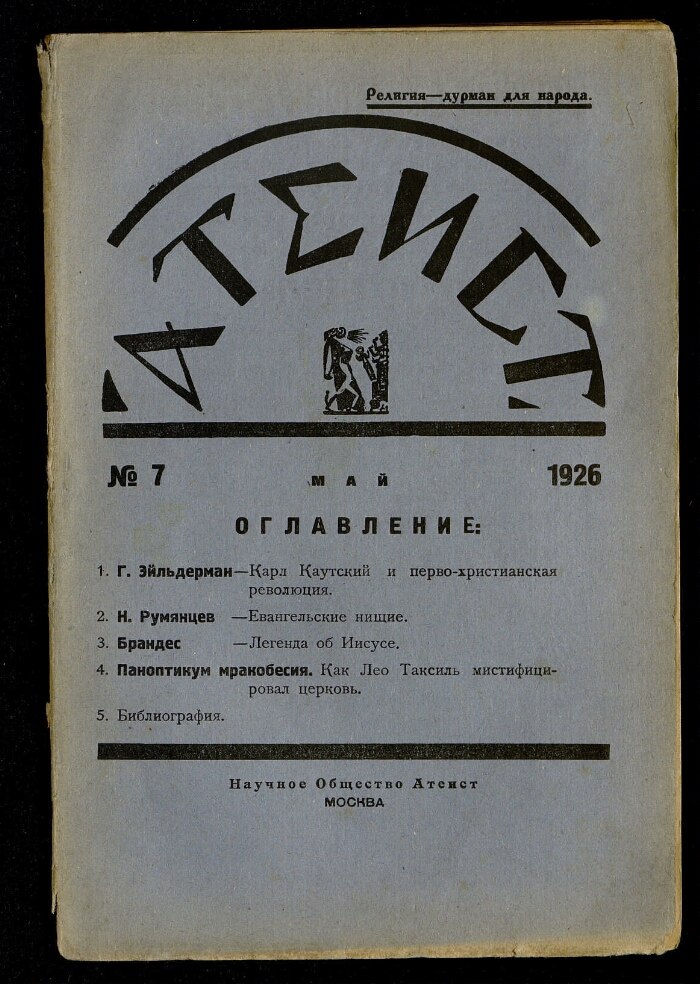 Религия—дурман для народа.
АТЕИСТ
№ 7 МАЙ 1926
ОГЛАВЛЕНИЕ:
1. Г. Эйльдерман—Карл Каутский и перво-христианская
революция.
2. Н. Румянцев —Евангельские нищие.
3. Брандес —Легенда об Иисусе.
4. Паноптикум мракобесия. Как Лео Таксиль мистифици-
ровал церковь.
5. Библиография.
Научное Общество Атеист
МОСКВА